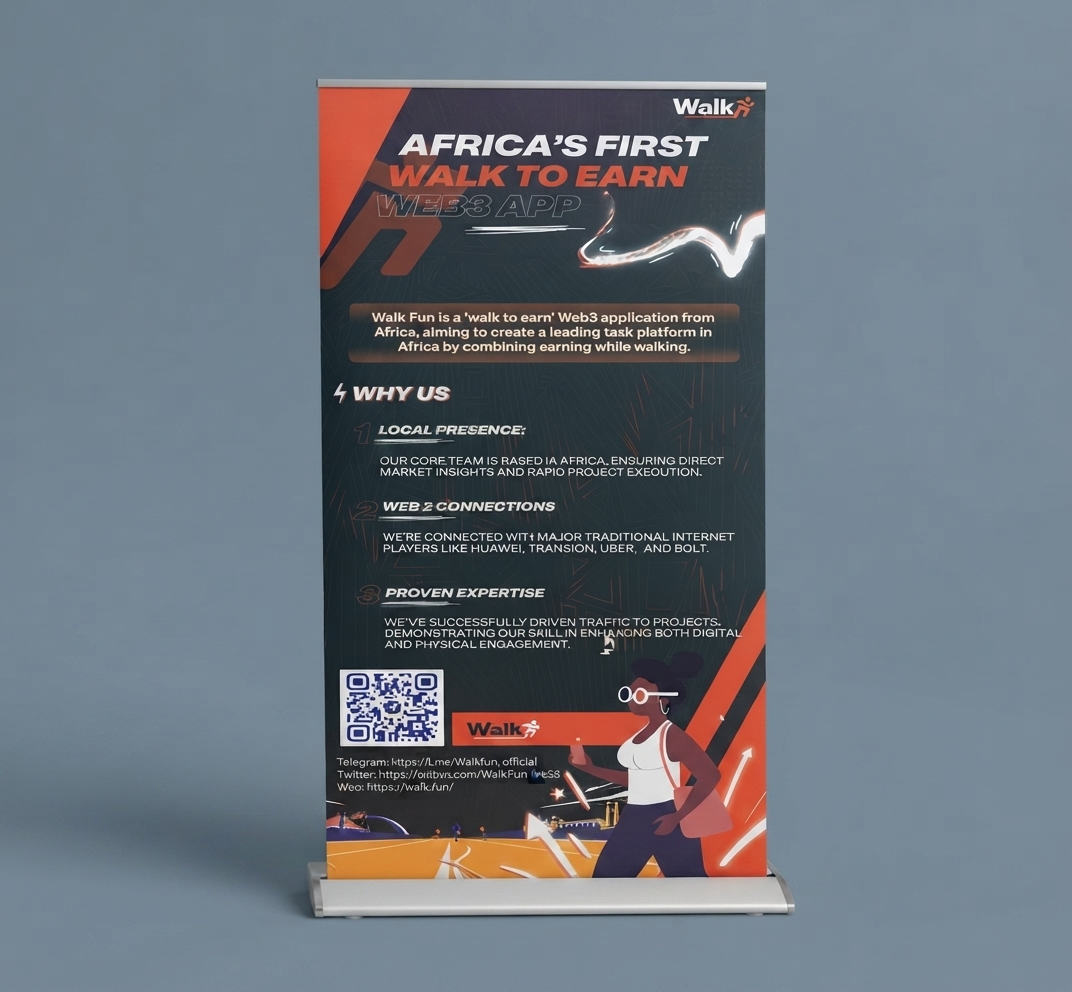 Walk
AFRICA'S FIRST
WALK TO EARN
WEB3 APP
Walk Fun is a 'walk to earn' Web3 application from
Africa, aiming to create a leading task platform in
Africa by combining earning while walking.
WHY US
1 LOCAL PRESENCE:
OUR CORE TEAM IS BASED IA AFRICA, ENSURING DIRECT
MARKET INSIGHTS AND RAPIO PROJECT EXEOUTION.
2 WEB 2 CONNECTIONS
WE'RE CONNECTED WITH MAJOR TRADITIONAL INTERNET
PLAYERS LIKE HUAWEI, TRANSION, UBER, AND BOLT.
3 PROVEN EXPERTISE
WE'VE SUCCESSFULLY DRIVEN TRAFFIC TO PROJECTS.
DEMONSTRATING OUR SKILL IN ENHANCING BOTH DIGITAL
AND PHYSICAL ENGAGEMENT.
Walk
Telegram: https://L.me/Walkfun, official
Twitter: .com/WalkFun
Weo: https:/walk.fun/